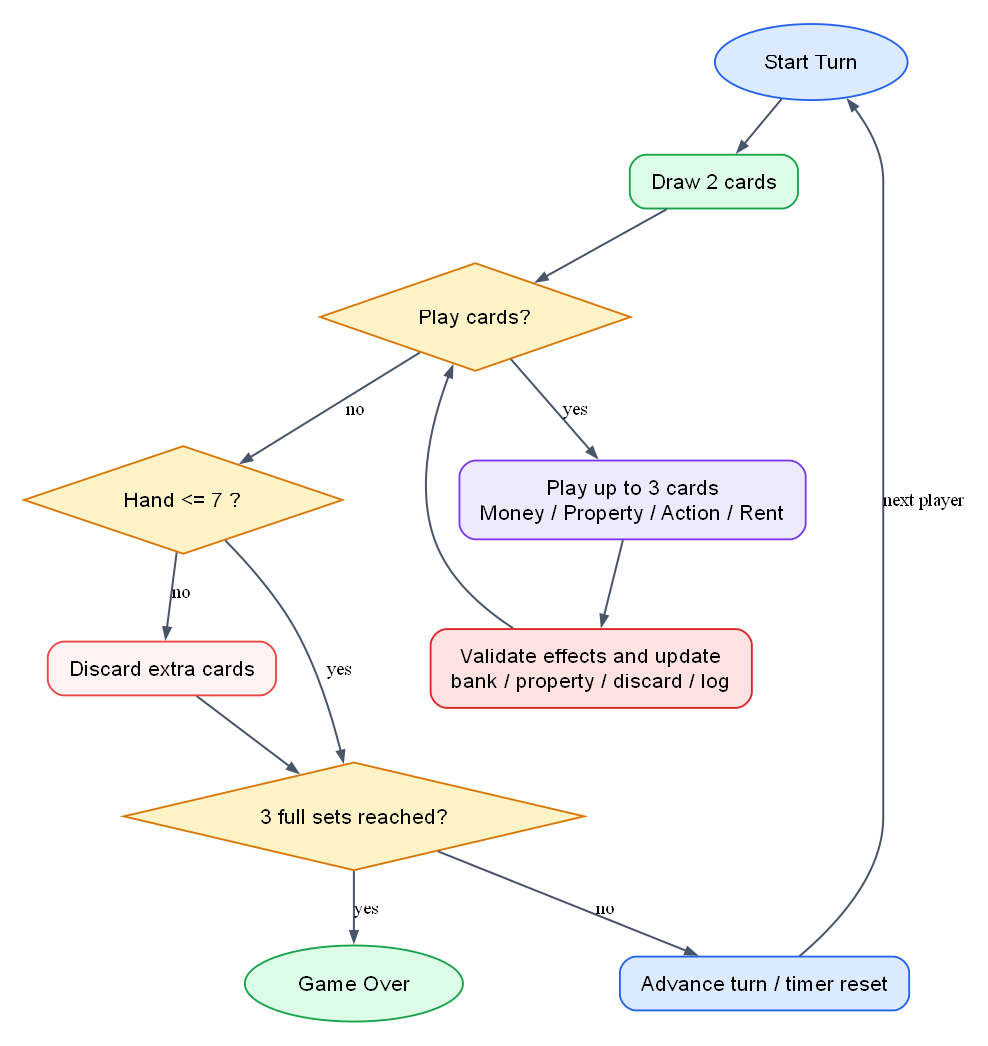 Start Turn
Draw 2 cards
Play cards?
no
yes
Hand <= 7 ?
Play up to 3 cards
Money / Property / Action / Rent
next player
no
Discard extra cards
yes
Validate effects and update
bank / property / discard / log
3 full sets reached?
yes
no
Game Over
Advance turn / timer reset